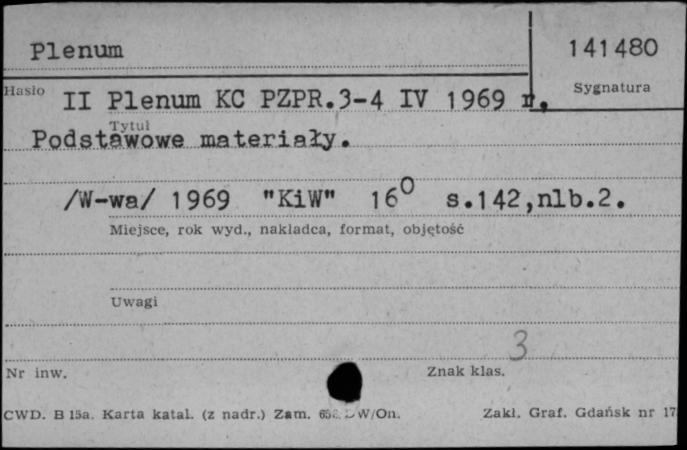 Plenum 141480
Hasło Sygnatura
II Plenum KC PZPR.3-4 IV 1969 r.
Tytuł
Podstawowe materiały.
/W-wa/ 1969 "KiW" 16° s.142,nlb.2.
Miejsce, rok wyd., nakładca, format, objętość
Uwagi
3
Nr inw. Znak klas.
CWD. B 15a. Karta katal. (z nadr.) Zam. W/On. Zakł. Graf. Gdańsk nr 17